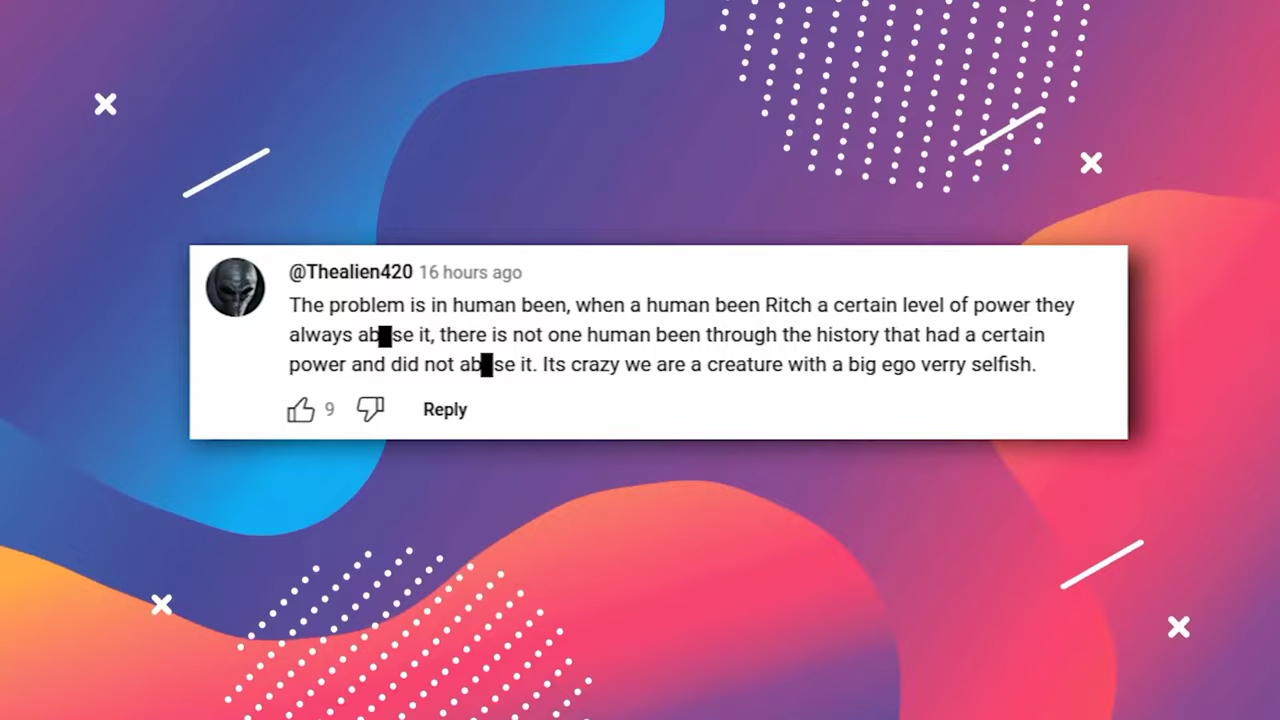 @Thealien420 16 hours ago
The problem is in human been, when a human been Ritch a certain level of power they
always ab█se it, there is not one human been through the history that had a certain
power and did not ab█se it. Its crazy we are a creature with a big ego verry selfish.
9 Reply